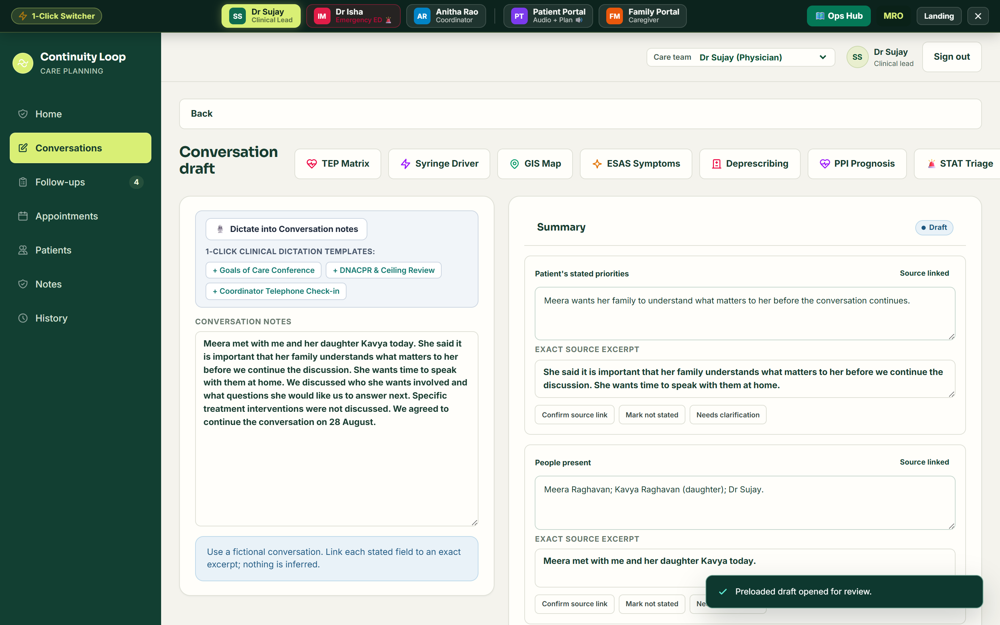 1-Click Switcher
SS
Dr Sujay
Clinical Lead
IM
Dr Isha
Emergency ED
AR
Anitha Rao
Coordinator
PT
Patient Portal
Audio + Plan
FM
Family Portal
Caregiver
Ops Hub
MRO
Landing
Continuity Loop
CARE PLANNING
Home
Conversations
Follow-ups
4
Appointments
Patients
Notes
History
Care team
Dr Sujay (Physician)
SS
Dr Sujay
Clinical lead
Sign out
Back
Conversation
draft
TEP Matrix
Syringe Driver
GIS Map
ESAS Symptoms
Deprescribing
PPI Prognosis
STAT Triage
Dictate into Conversation notes
1-CLICK CLINICAL DICTATION TEMPLATES:
+ Goals of Care Conference
+ DNACPR & Ceiling Review
+ Coordinator Telephone Check-in
CONVERSATION NOTES
Meera met with me and her daughter Kavya today. She said it
is important that her family understands what matters to her
before we continue the discussion. She wants time to speak
with them at home. We discussed who she wants involved and
what questions she would like us to answer next. Specific
treatment interventions were not discussed. We agreed to
continue the conversation on 28 August.
Use a fictional conversation. Link each stated field to an exact
excerpt; nothing is inferred.
Summary
Draft
Patient's stated priorities
Source linked
Meera wants her family to understand what matters to her before the conversation continues.
EXACT SOURCE EXCERPT
She said it is important that her family understands what matters to her before we continue the
discussion. She wants time to speak with them at home.
Confirm source link
Mark not stated
Needs clarification
People present
Source linked
Meera Raghavan; Kavya Raghavan (daughter); Dr Sujay.
EXACT SOURCE EXCERPT
Meera met with me and her daughter Kavya today.
Confirm source link
Mark not stated
Preloaded draft opened for review.